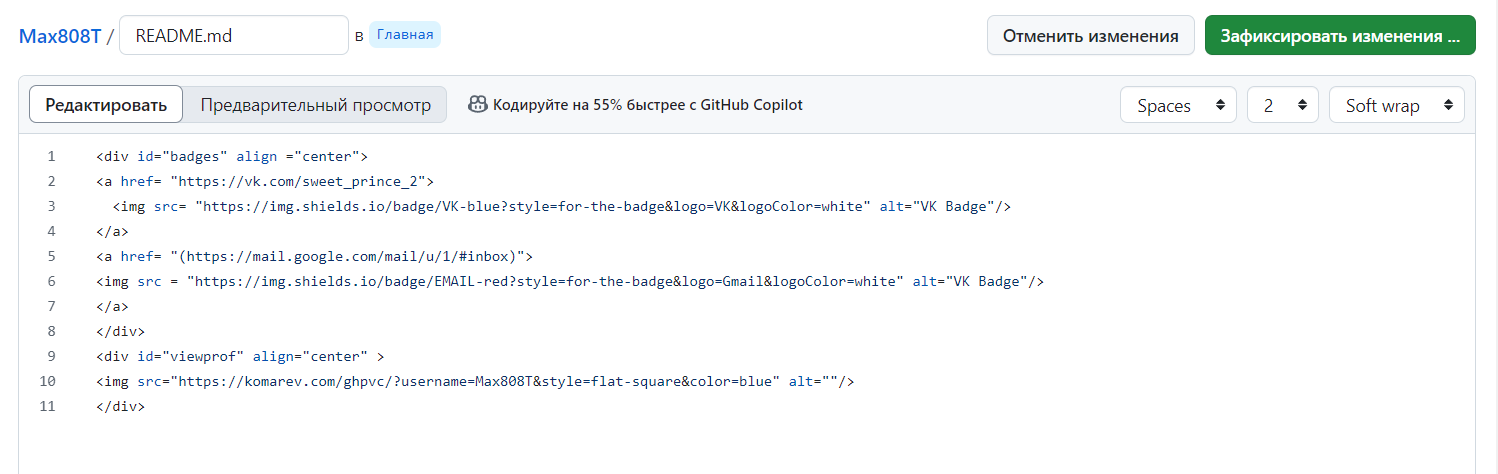 Max808T / README.md в Главная Отменить изменения Зафиксировать изменения ...
Редактировать Предварительный просмотр Кодируйте на 55% быстрее с GitHub Copilot Spaces 2 Soft wrap
1 <div id="badges" align ="center">
2 <a href= "https://vk.com/sweet_prince_2">
3 <img src= "https://img.shields.io/badge/VK-blue?style=for-the-badge&logo=VK&logoColor=white" alt="VK Badge"/>
4 </a>
5 <a href= "(https://mail.google.com/mail/u/1/#inbox)">
6 <img src = "https://img.shields.io/badge/EMAIL-red?style=for-the-badge&logo=Gmail&logoColor=white" alt="VK Badge"/>
7 </a>
8 </div>
9 <div id="viewprof" align="center" >
10 <img src="https://komarev.com/ghpvc/?username=Max808T&style=flat-square&color=blue" alt=""/>
11 </div>